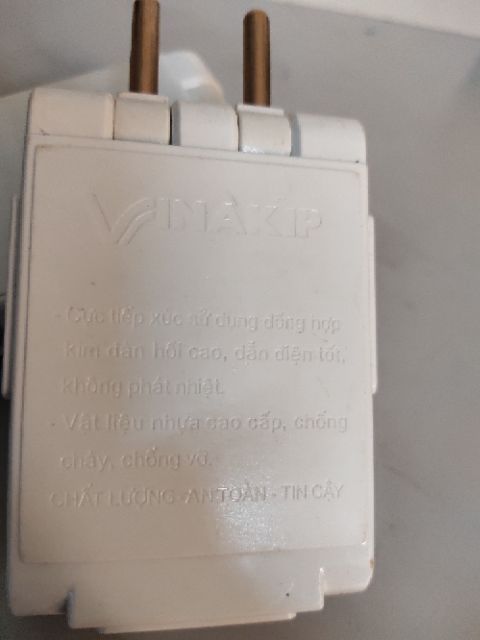 VINAKIP
- Cực tiếp xúc sử dụng đồng hợp
kim đàn hồi cao, dẫn điện tốt,
không phát nhiệt.
- Vật liệu nhựa cao cấp, chống
cháy, chống vỡ.
CHẤT LƯỢNG - AN TOÀN - TIN CẬY